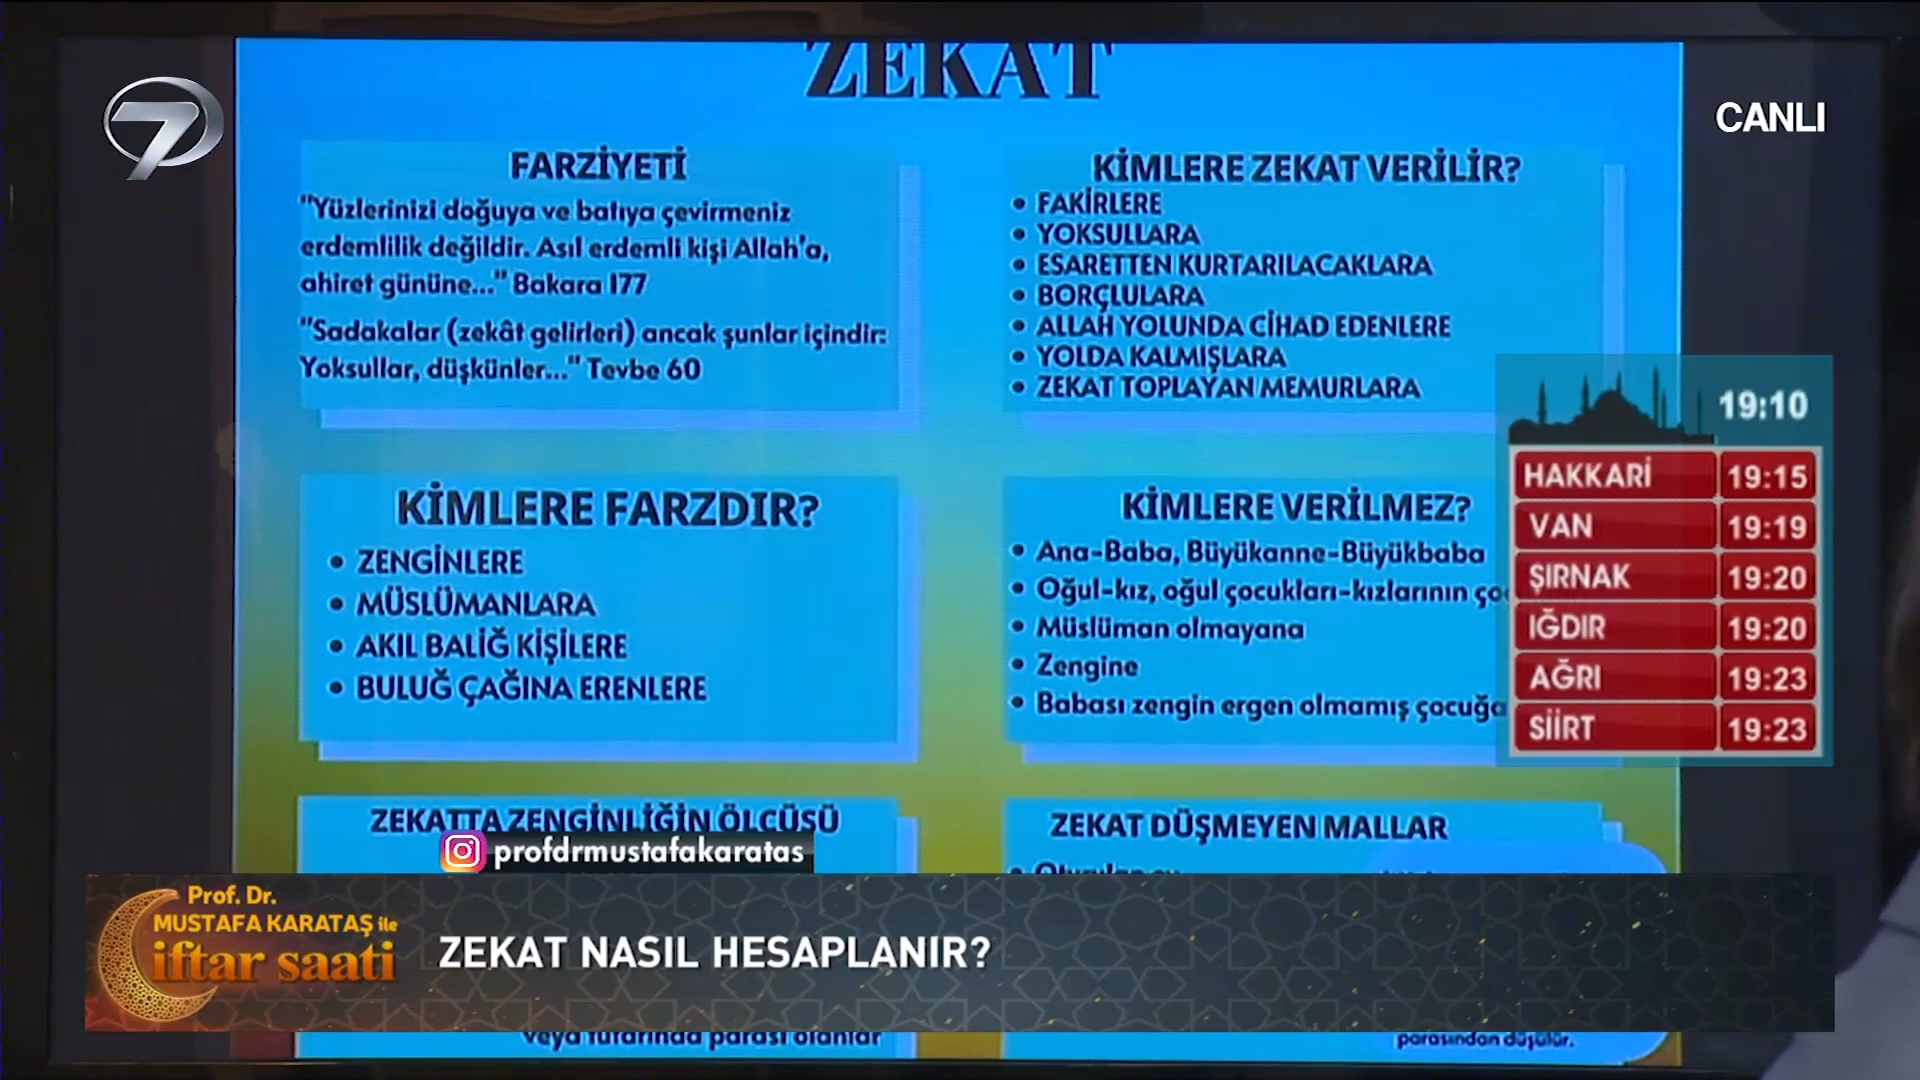 ZEKAT
7
CANLI
FARZİYETİ
"Yüzlerinizi doğuya ve batıya çevirmeniz
erdemlilik değildir. Asıl erdemli kişi Allah'a,
ahiret gününe..." Bakara 177
"Sadakalar (zekât gelirleri) ancak şunlar içindir:
Yoksullar, düşkünler..." Tevbe 60
KİMLERE ZEKAT VERİLİR?
• FAKİRLERE
• YOKSULLARA
• ESARETTEN KURTARILACAKLARA
• BORÇLULARA
• ALLAH YOLUNDA CİHAD EDENLERE
• YOLDA KALMIŞLARA
• ZEKAT TOPLAYAN MEMURLARA
19:10
HAKKARİ 19:15
VAN 19:19
ŞIRNAK 19:20
IĞDIR 19:20
AĞRI 19:23
SİİRT 19:23
KİMLERE FARZDIR?
• ZENGİNLERE
• MÜSLÜMANLARA
• AKIL BALİĞ KİŞİLERE
• BULUĞ ÇAĞINA ERENLERE
KİMLERE VERİLMEZ?
• Ana-Baba, Büyükanne-Büyükbaba
• Oğul-kız, oğul çocukları-kızlarının
• Müslüman olmayana
• Zengine
• Babası zengin ergen olmamış çocuğa
ZEKATTA ZENGİNLİĞİN ÖLÇÜSÜ
ZEKAT DÜŞMEYEN MALLAR
profdrmustafakaratas
Prof. Dr.
MUSTAFA KARATAŞ ile
iftar saati
ZEKAT NASIL HESAPLANIR?
veya tutarında parası olanlar
parasından düşülür.